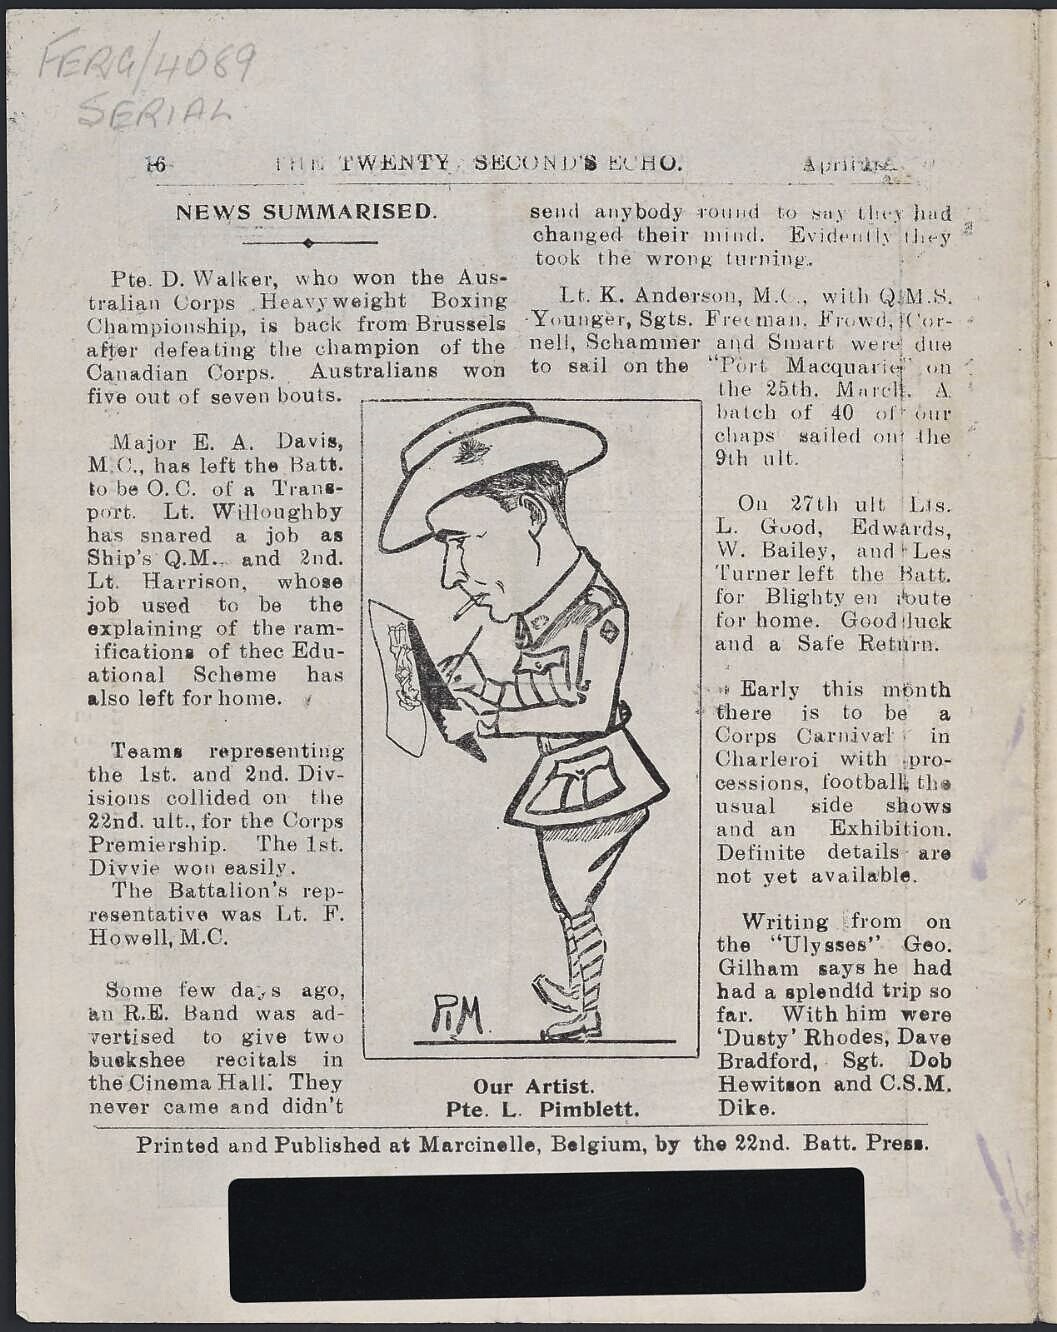 FERG/4089
SERIAL
16 THE TWENTY SECOND'S ECHO. April
NEWS SUMMARISED.
Pte. D. Walker, who won the Aus-
tralian Corps Heavyweight Boxing
Championship, is back from Brussels
after defeating the champion of the
Canadian Corps. Australians won
five out of seven bouts.
Major E. A. Davis,
M.C., has left the Batt.
to be O.C. of a Trans-
port. Lt. Willoughby
has snared a job as
Ship's Q.M. and 2nd.
Lt. Harrison, whose
job used to be the
explaining of the ram-
ifications of thec Edu-
ational Scheme has
also left for home.
Teams representing
the 1st. and 2nd. Div-
isions collided on the
22nd. ult., for the Corps
Premiership. The 1st.
Divvie won easily.
The Battalion's rep-
resentative was Lt. F.
Howell, M.C.
Some few days ago,
an R.E. Band was ad-
vertised to give two
buckshee recitals in
the Cinema Hall. They
never came and didn't
send anybody round to say they had
changed their mind. Evidently they
took the wrong turning.
Lt. K. Anderson, M.C., with Q.M.S.
Younger, Sgts. Freeman, Frowd, Cor-
nell, Schammer and Smart were due
to sail on the "Port Macquarie" on
the 25th. March. A
batch of 40 of our
chaps sailed on the
9th ult.
On 27th ult Lts.
L. Good, Edwards,
W. Bailey, and Les
Turner left the Batt.
for Blighty en route
for home. Good luck
and a Safe Return.
Early this month
there is to be a
Corps Carnival in
Charleroi with pro-
cessions, football, the
usual side shows
and an Exhibition.
Definite details are
not yet available.
Writing from on
the "Ulysses" Geo.
Gilham says he had
had a splendid trip so
far. With him were
'Dusty' Rhodes, Dave
Bradford, Sgt. Dob
Hewitson and C.S.M.
Dike.
PIM.
Our Artist.
Pte. L. Pimblett.
Printed and Published at Marcinelle, Belgium, by the 22nd. Batt. Press.